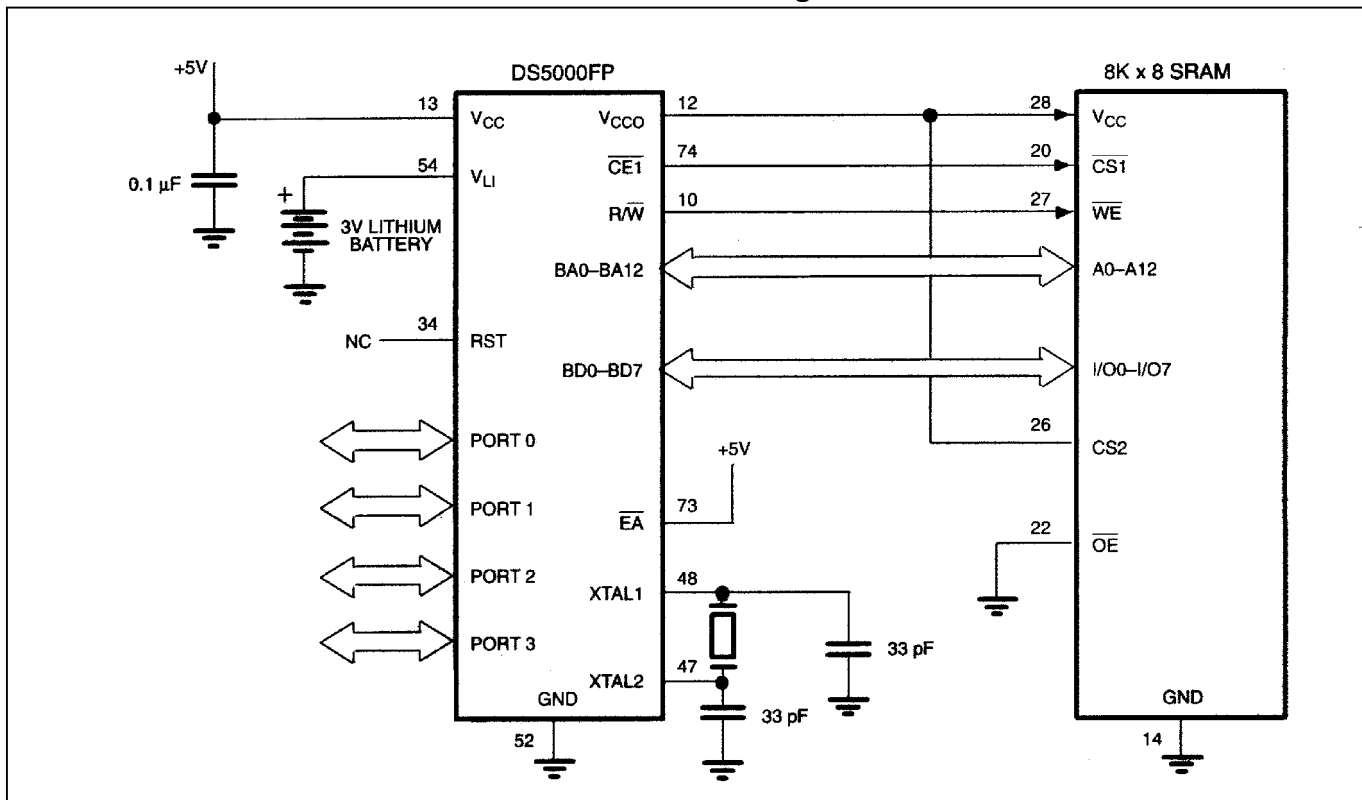 g
DS5000FP
8K x 8 SRAM
+5V
13
VCC
VCCO
12
28
VCC
0.1 µF
54
VLI
CE1
74
20
CS1
+
3V LITHIUM
BATTERY
R/W
10
27
WE
BA0–BA12
A0–A12
NC
34
RST
BD0–BD7
I/O0–I/O7
PORT 0
+5V
26
CS2
PORT 1
EA
73
22
OE
PORT 2
XTAL1
48
PORT 3
33 pF
XTAL2
47
33 pF
GND
52
GND
14